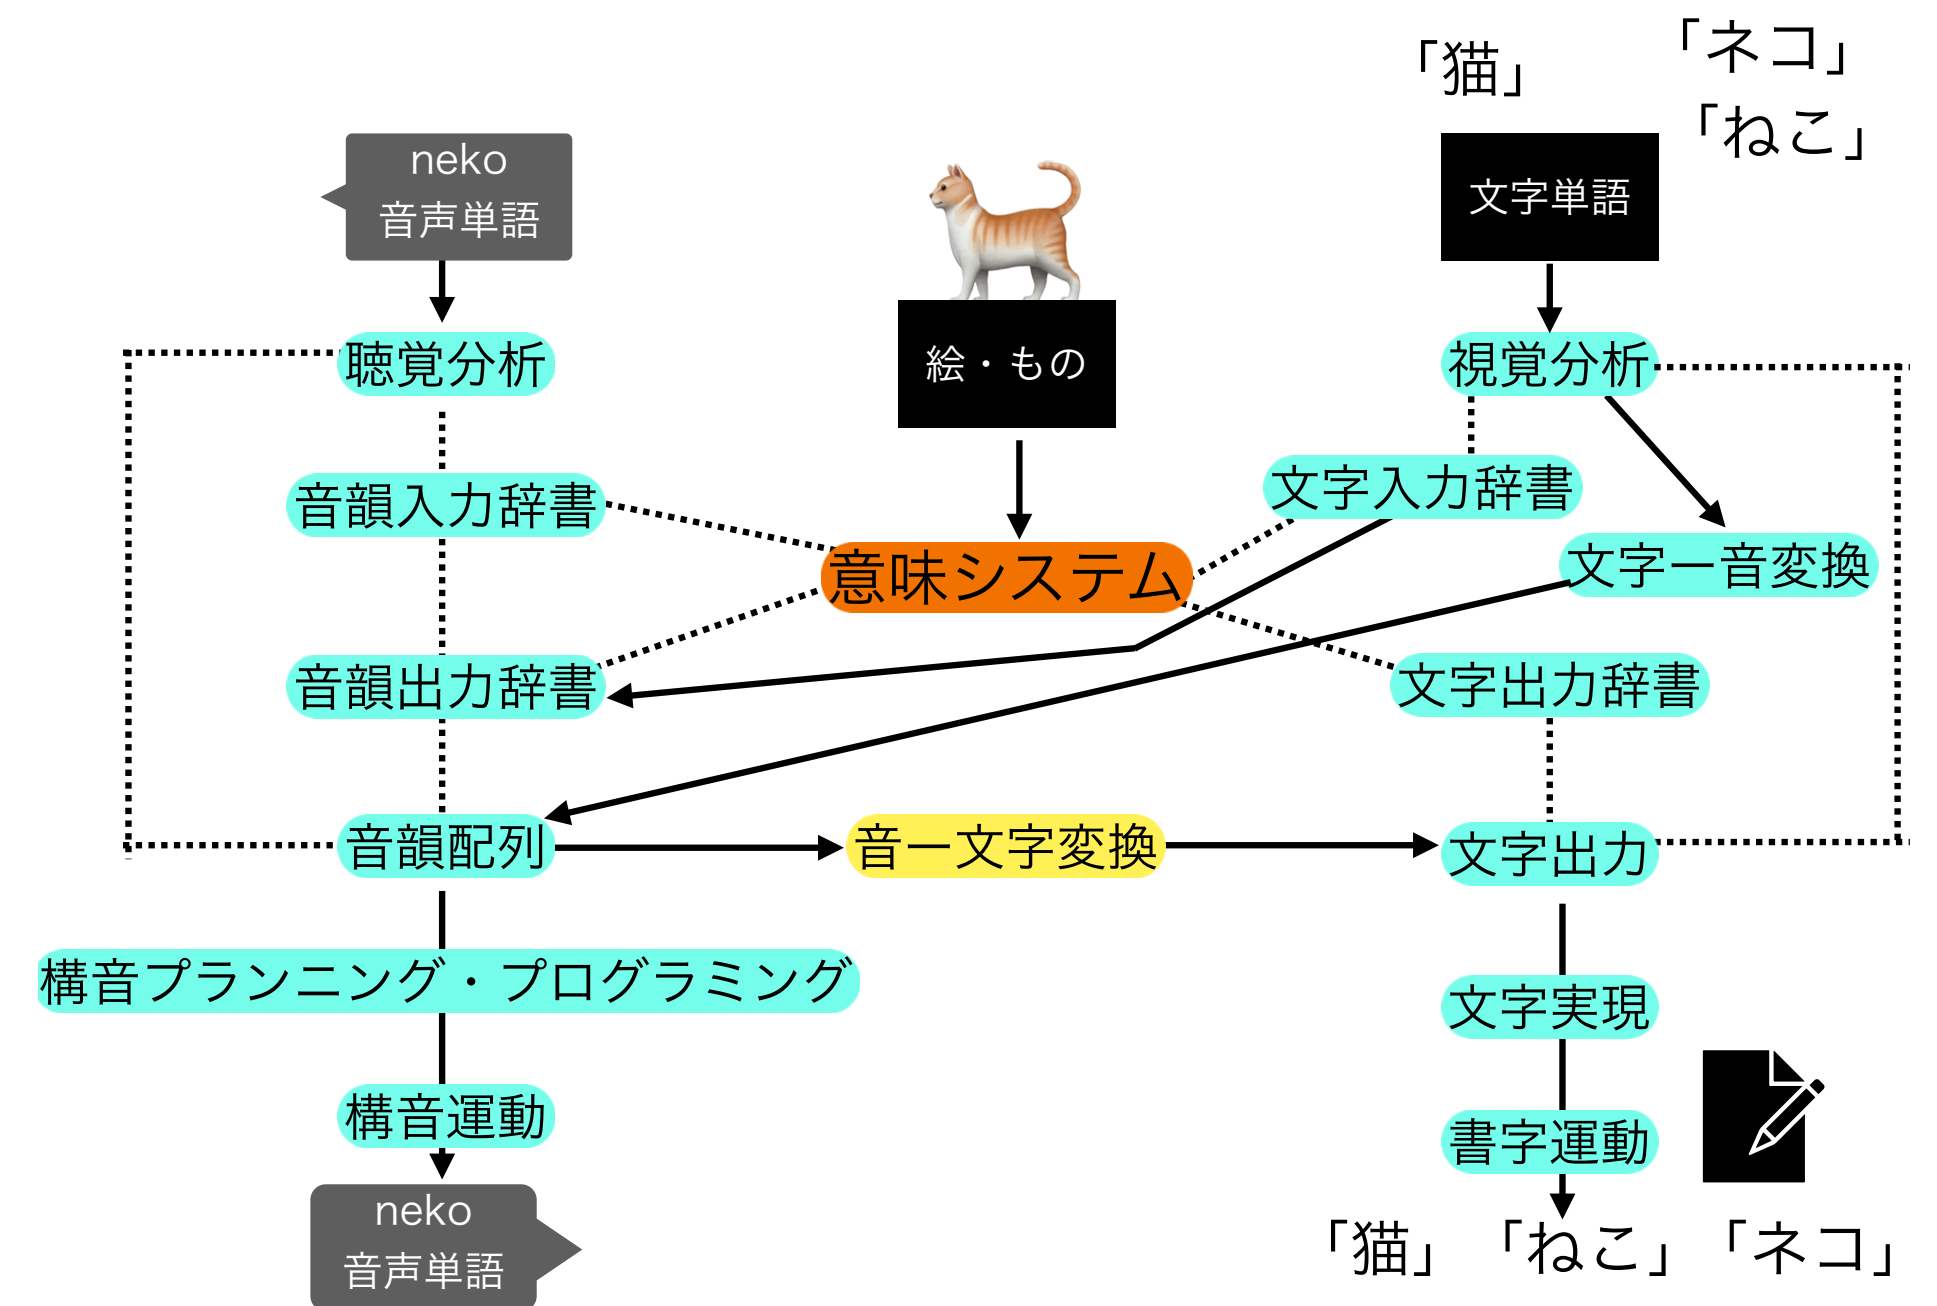 「猫」
「ネコ」
「ねこ」
neko
音声単語
絵・もの
文字単語
聴覚分析
視覚分析
音韻入力辞書
文字入力辞書
意味システム
文字ー音変換
音韻出力辞書
文字出力辞書
音韻配列
音ー文字変換
文字出力
構音プランニング・プログラミング
文字実現
構音運動
書字運動
neko
音声単語
「猫」「ねこ」「ネコ」